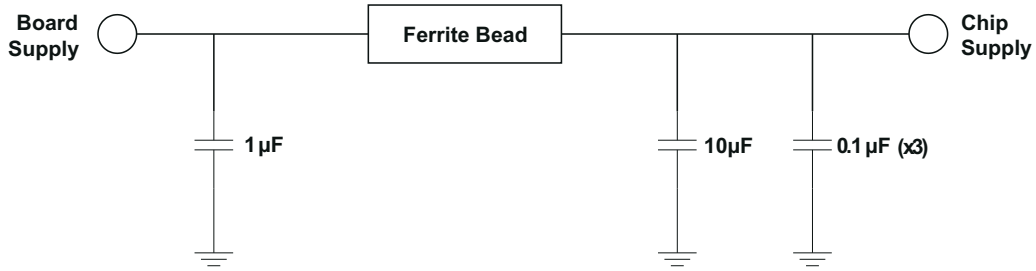 Board
Supply
Ferrite Bead
Chip
Supply
1 µF
10µF
0.1 µF (x3)